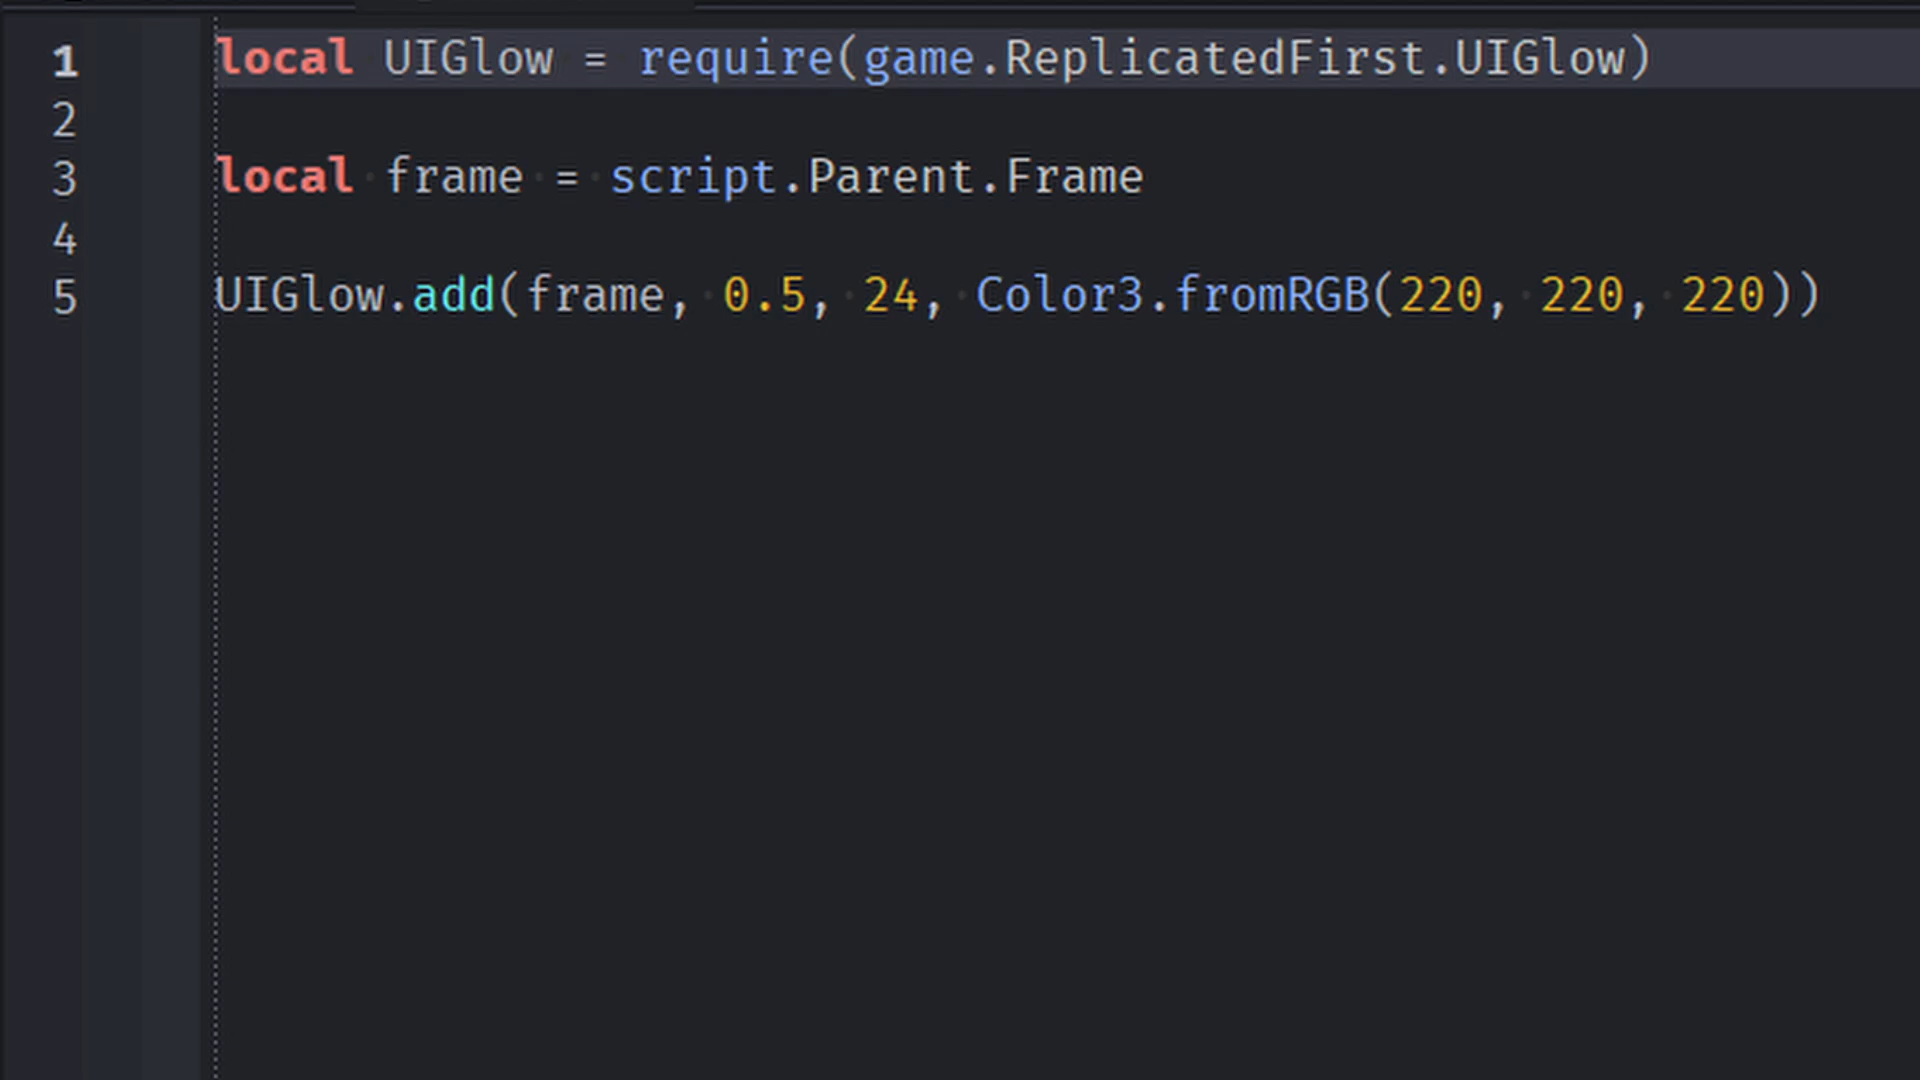 1 local UIGlow = require(game.ReplicatedFirst.UIGlow)
2
3 local frame = script.Parent.Frame
4
5 UIGlow.add(frame, 0.5, 24, Color3.fromRGB(220, 220, 220))